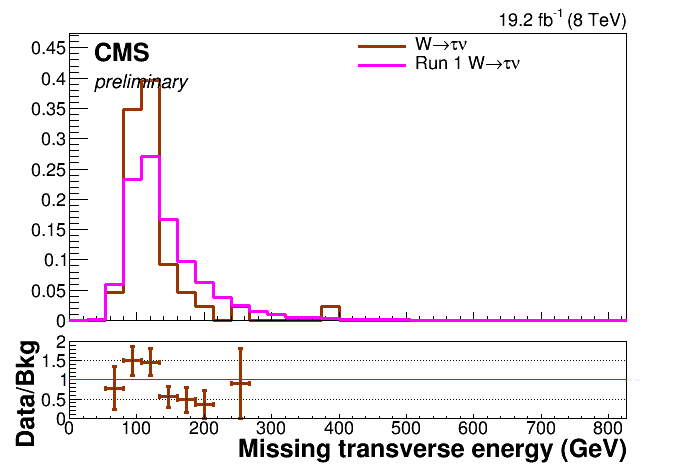 19.2 fb⁻¹ (8 TeV)
CMS
preliminary
W→τν
Run 1 W→τν
0.45
0.4
0.35
0.3
0.25
0.2
0.15
0.1
0.05
0
Data/Bkg
2
1.5
1
0.5
0
0 100 200 300 400 500 600 700 800
Missing transverse energy (GeV)